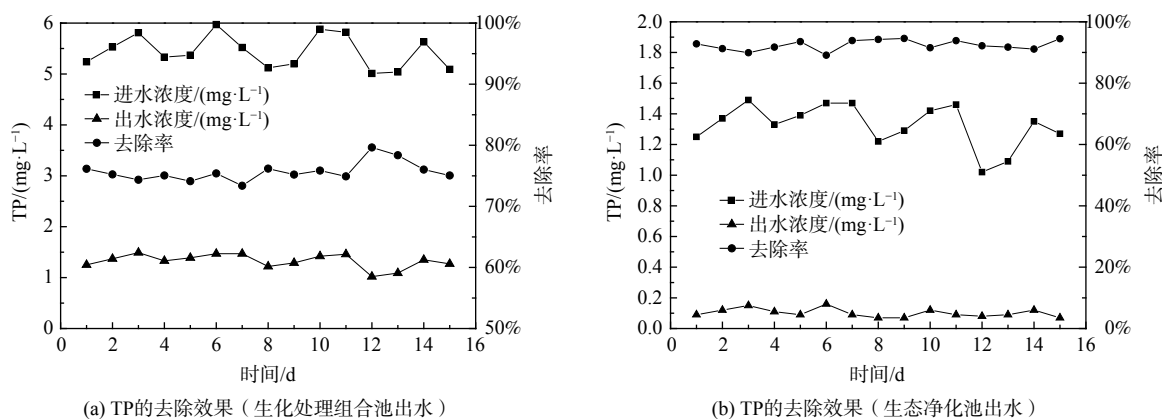 6
5
4
3
2
1
0
TP/(mg·L⁻¹)
100%
90%
80%
70%
60%
50%
去除率
进水浓度/(mg·L⁻¹)
出水浓度/(mg·L⁻¹)
去除率
0 2 4 6 8 10 12 14 16
时间/d
(a) TP的去除效果（生化处理组合池出水）
2.0
1.8
1.6
1.4
1.2
1.0
0.8
0.6
0.4
0.2
0.0
TP/(mg·L⁻¹)
100%
80%
60%
40%
20%
0%
去除率
进水浓度/(mg·L⁻¹)
出水浓度/(mg·L⁻¹)
去除率
0 2 4 6 8 10 12 14 16
时间/d
(b) TP的去除效果（生态净化池出水）